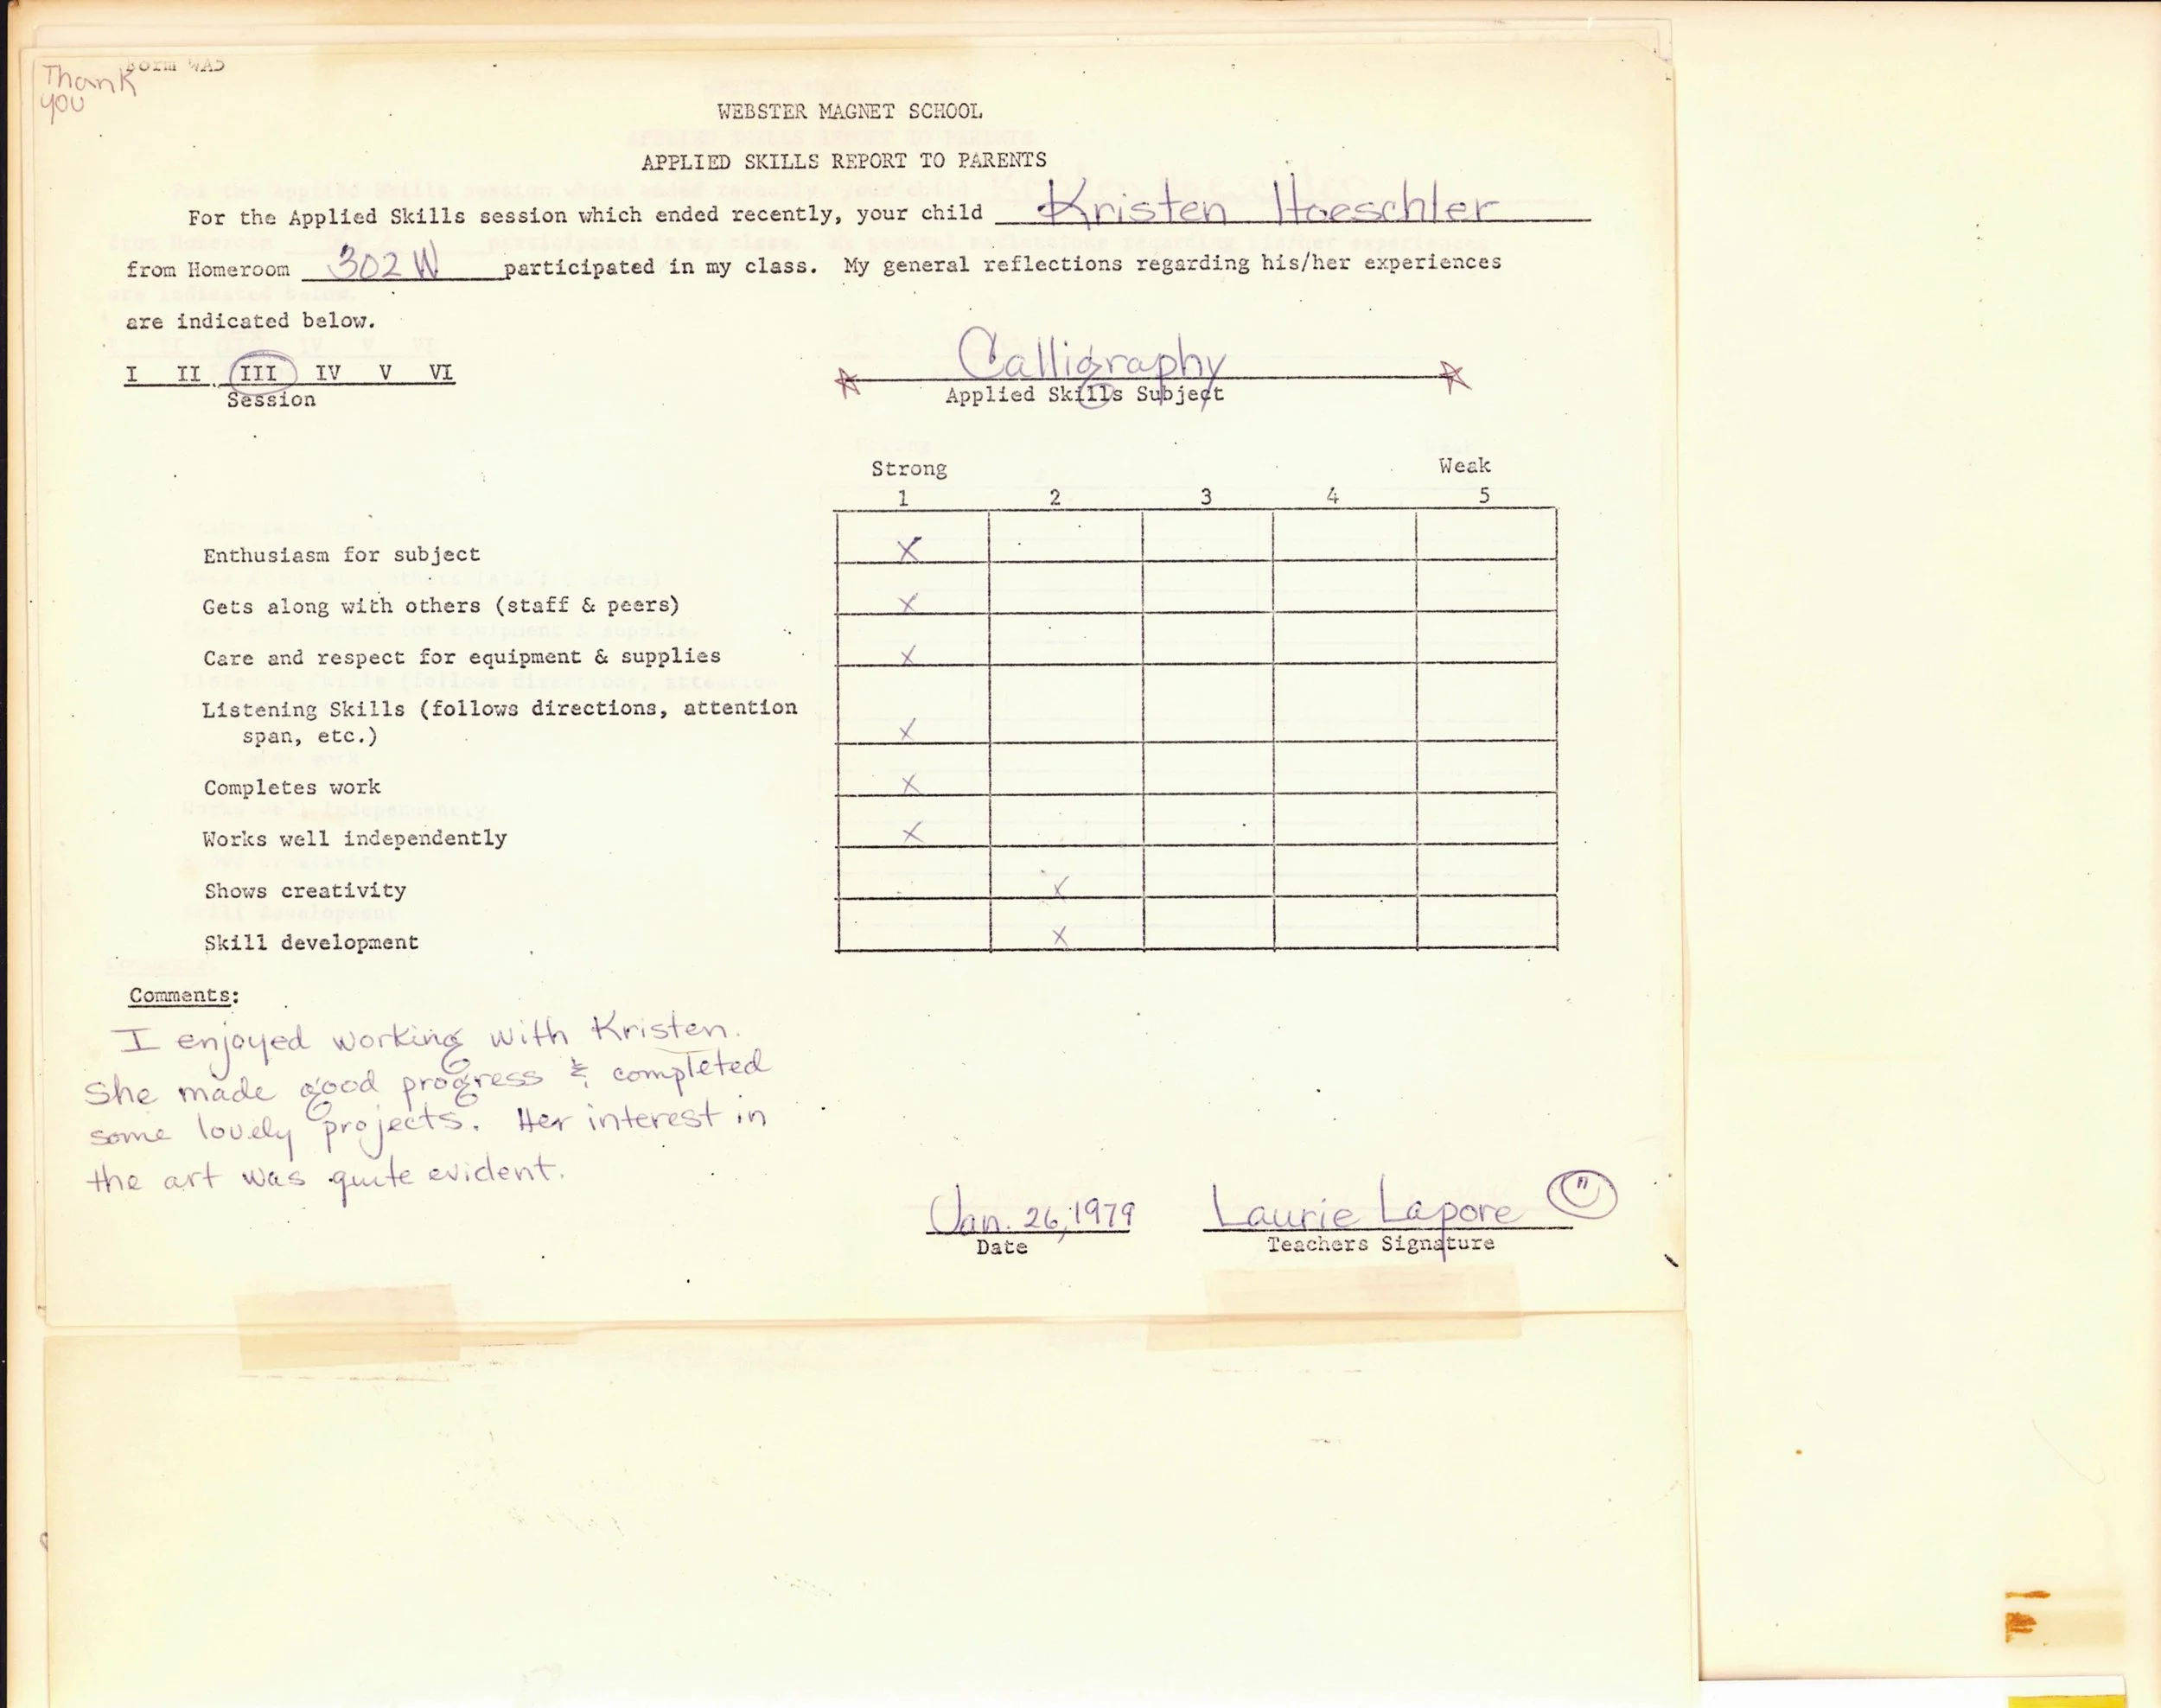 Thank
you
Form WA5
WEBSTER MAGNET SCHOOL
APPLIED SKILLS REPORT TO PARENTS
For the Applied Skills session which ended recently, your child Kristen Hoeschler
from Homeroom 302 W participated in my class. My general reflections regarding his/her experiences
are indicated below.
I II III IV V VI
Session
Calligraphy
Applied Skills Subject
Strong Weak
1 2 3 4 5
Enthusiasm for subject X
Gets along with others (staff & peers) X
Care and respect for equipment & supplies X
Listening Skills (follows directions, attention
span, etc.) X
Completes work X
Works well independently X
Shows creativity X
Skill development X
Comments:
I enjoyed working with Kristen.
She made good progress & completed
some lovely projects. Her interest in
the art was quite evident.
Jan. 26, 1979 Laurie Lapore
Date Teachers Signature